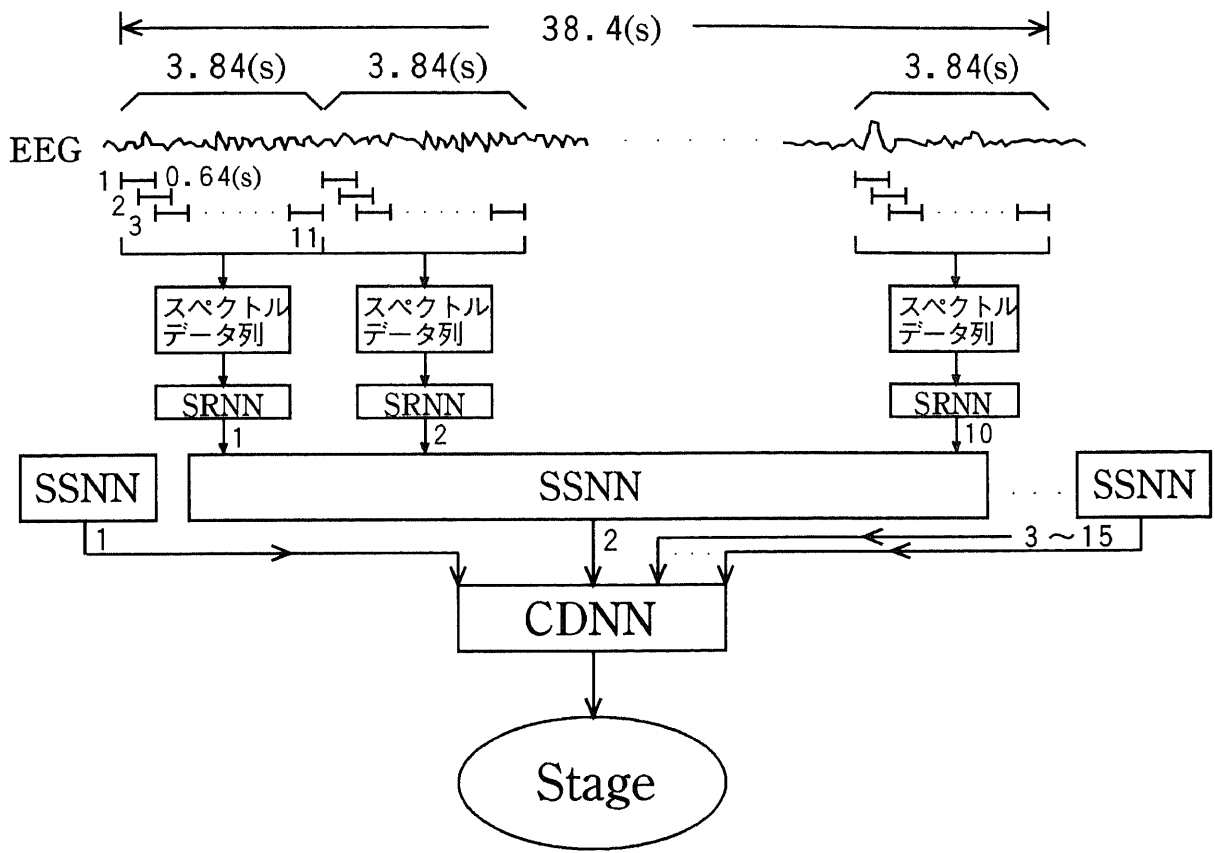 38.4(s)
3.84(s) 3.84(s) 3.84(s)
EEG
1 0.64(s)
2
3
11
スペクトル
データ列
スペクトル
データ列
スペクトル
データ列
SRNN SRNN SRNN
1 2 10
SSNN SSNN SSNN
1 2 3～15
CDNN
Stage